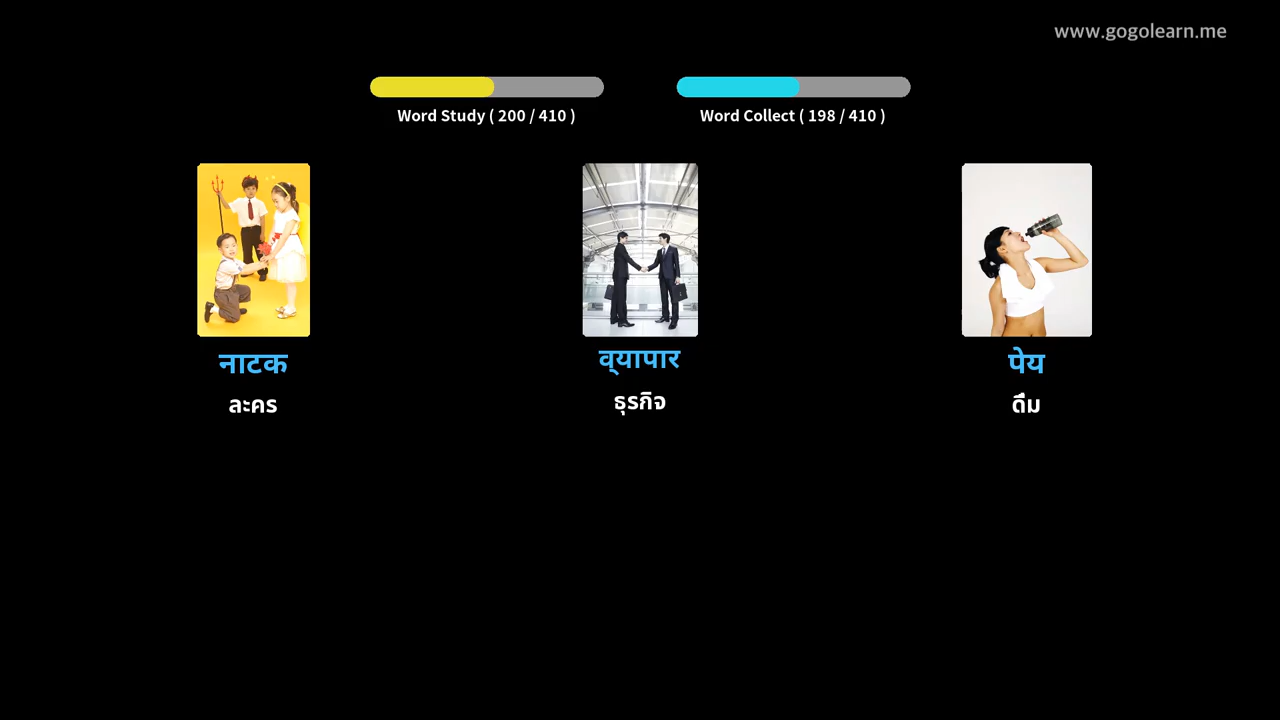 www.gogolearn.me
Word Study ( 200 / 410 )
Word Collect ( 198 / 410 )
नाटक
व्यापार
पेय
ละคร
ธุรกิจ
ดื่ม